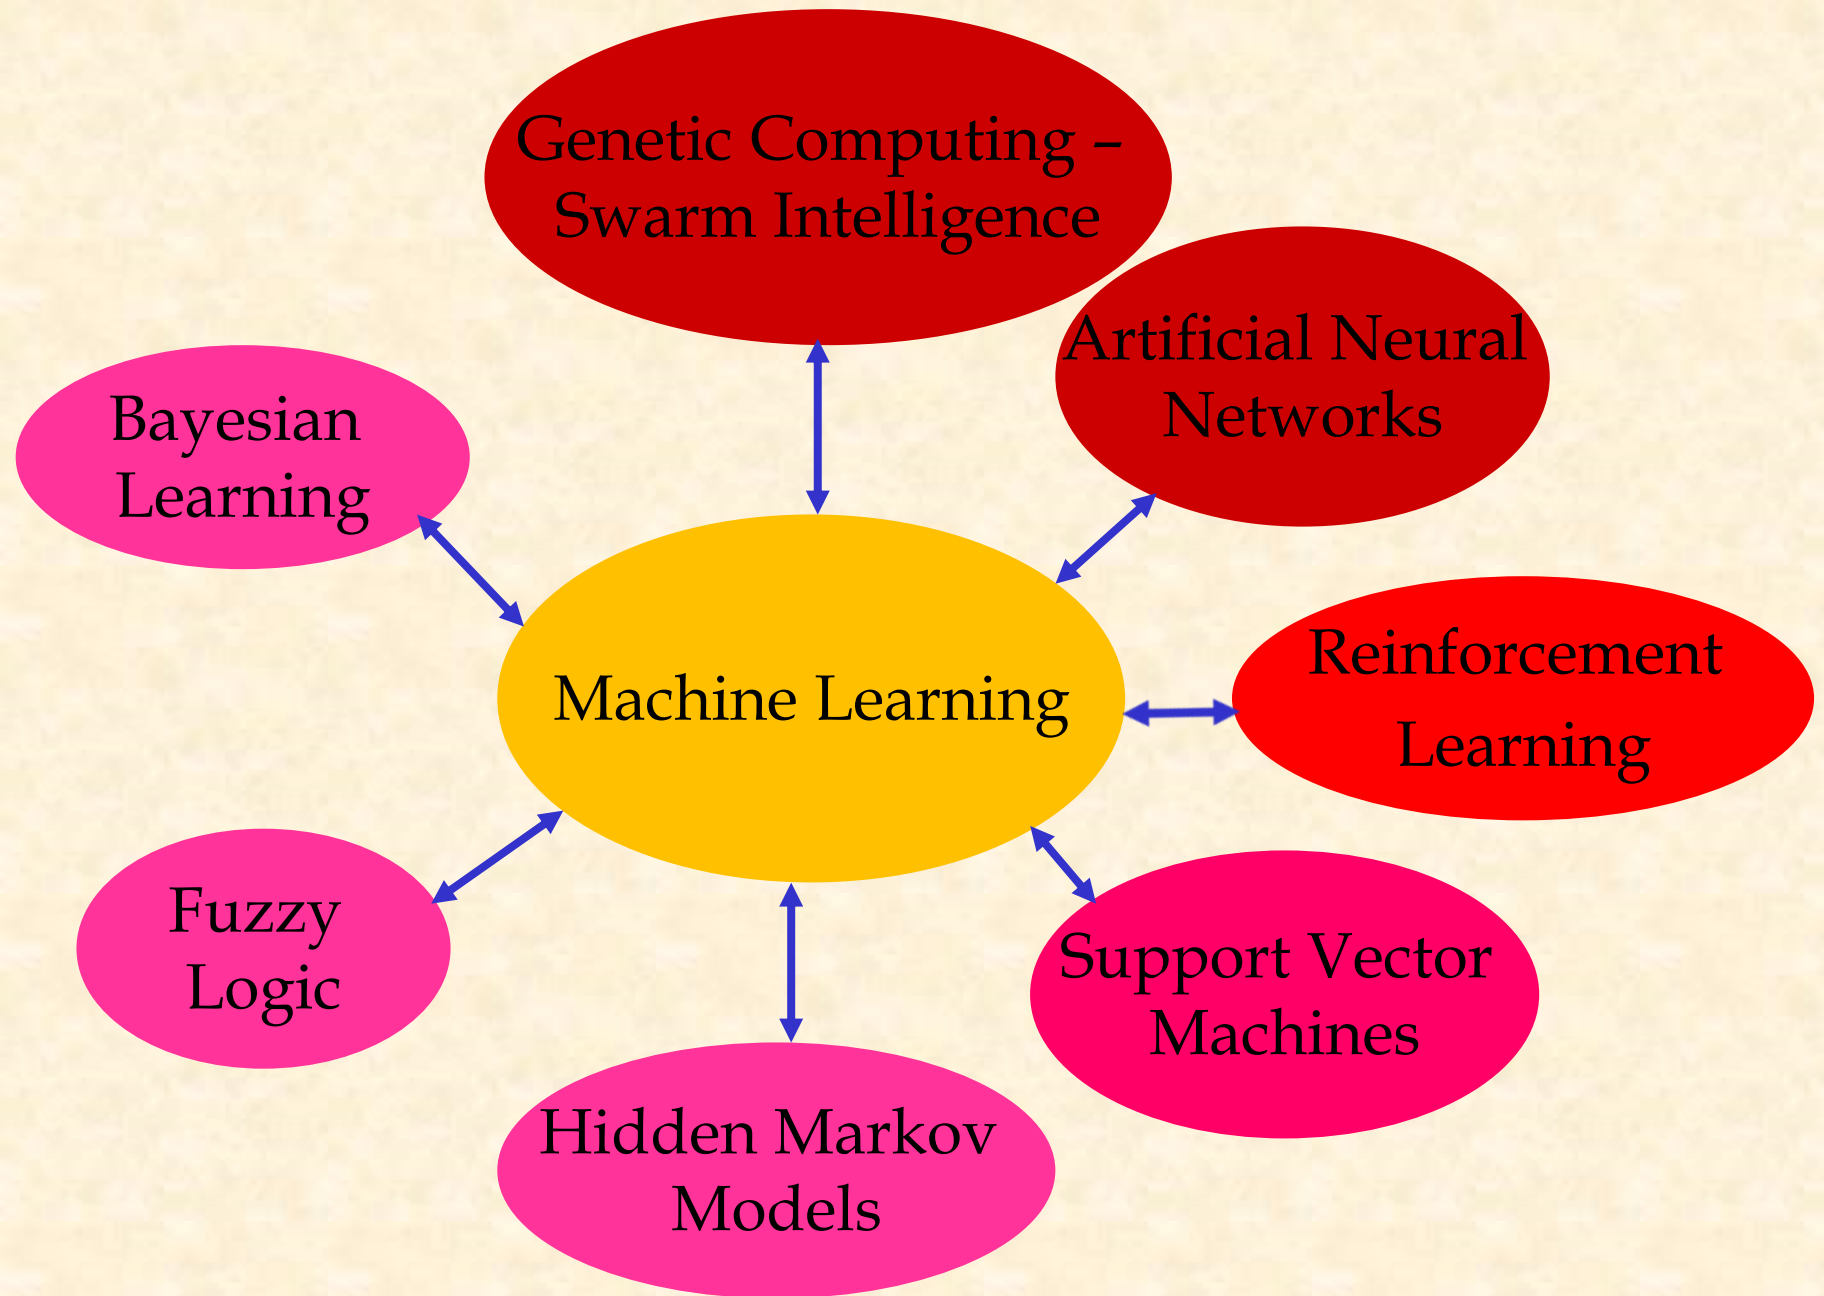 Genetic Computing –
Swarm Intelligence
Artificial Neural
Networks
Bayesian
Learning
Machine Learning
Reinforcement
Learning
Fuzzy
Logic
Support Vector
Machines
Hidden Markov
Models